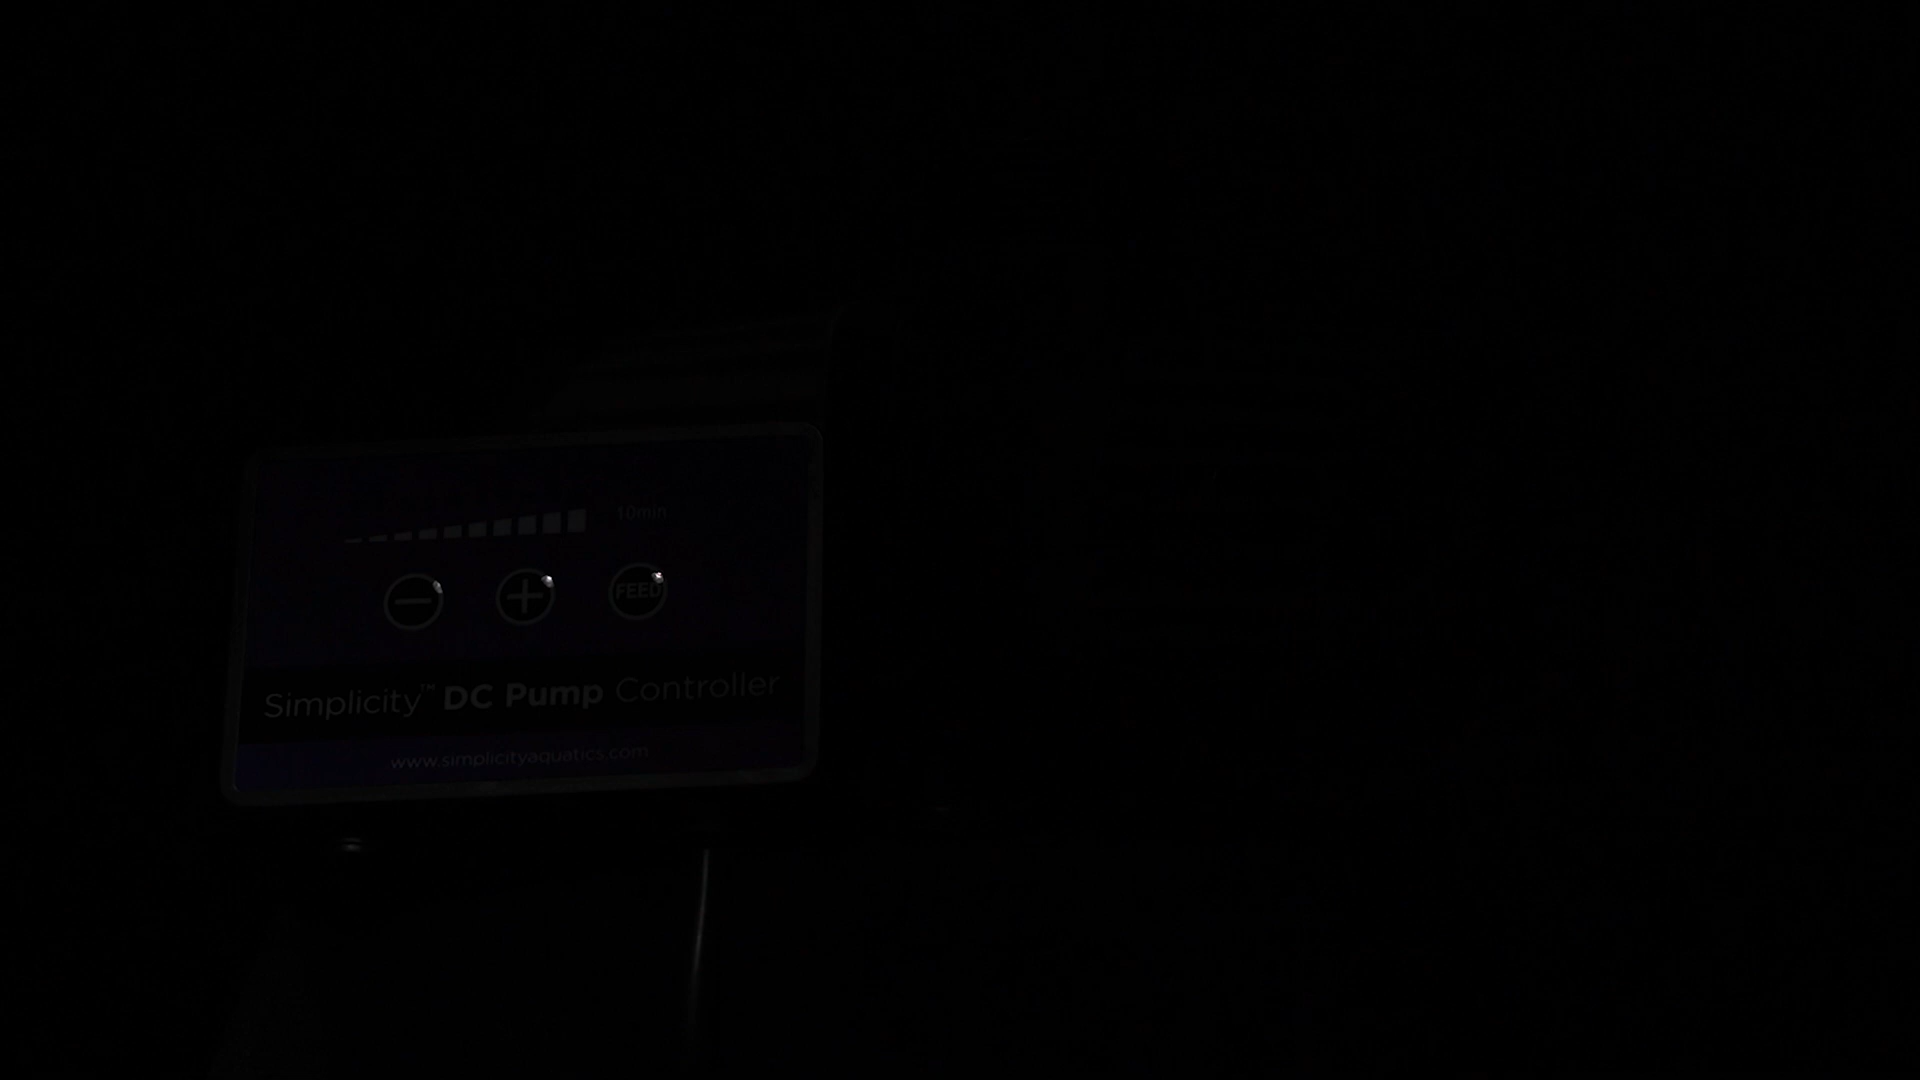 10min
FEED
Simplicity™ DC Pump Controller
www.simplicityaquatics.com